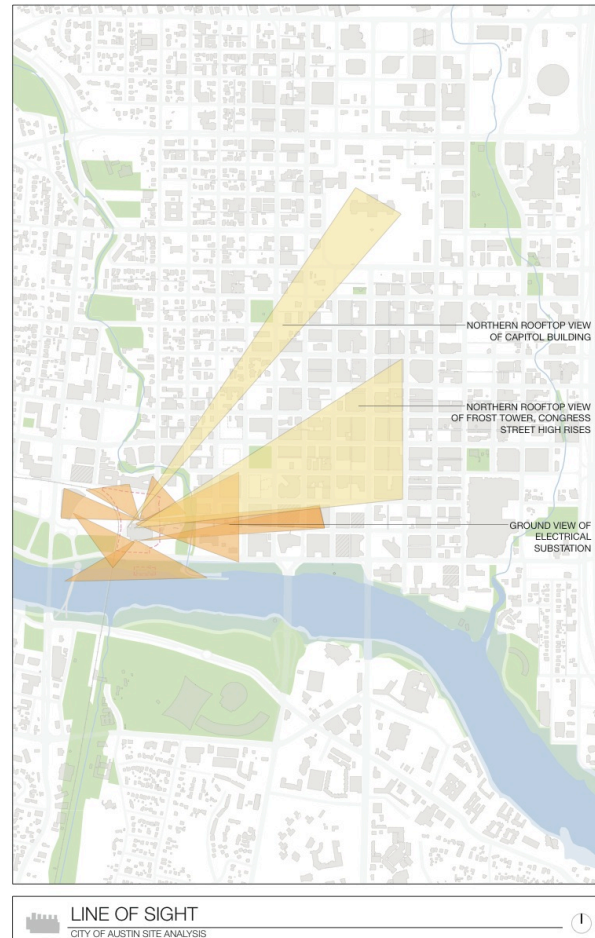 NORTHERN ROOFTOP VIEW
OF CAPITOL BUILDING
NORTHERN ROOFTOP VIEW
OF FROST TOWER, CONGRESS
STREET HIGH RISES
GROUND VIEW OF
ELECTRICAL
SUBSTATION
LINE OF SIGHT
CITY OF AUSTIN SITE ANALYSIS